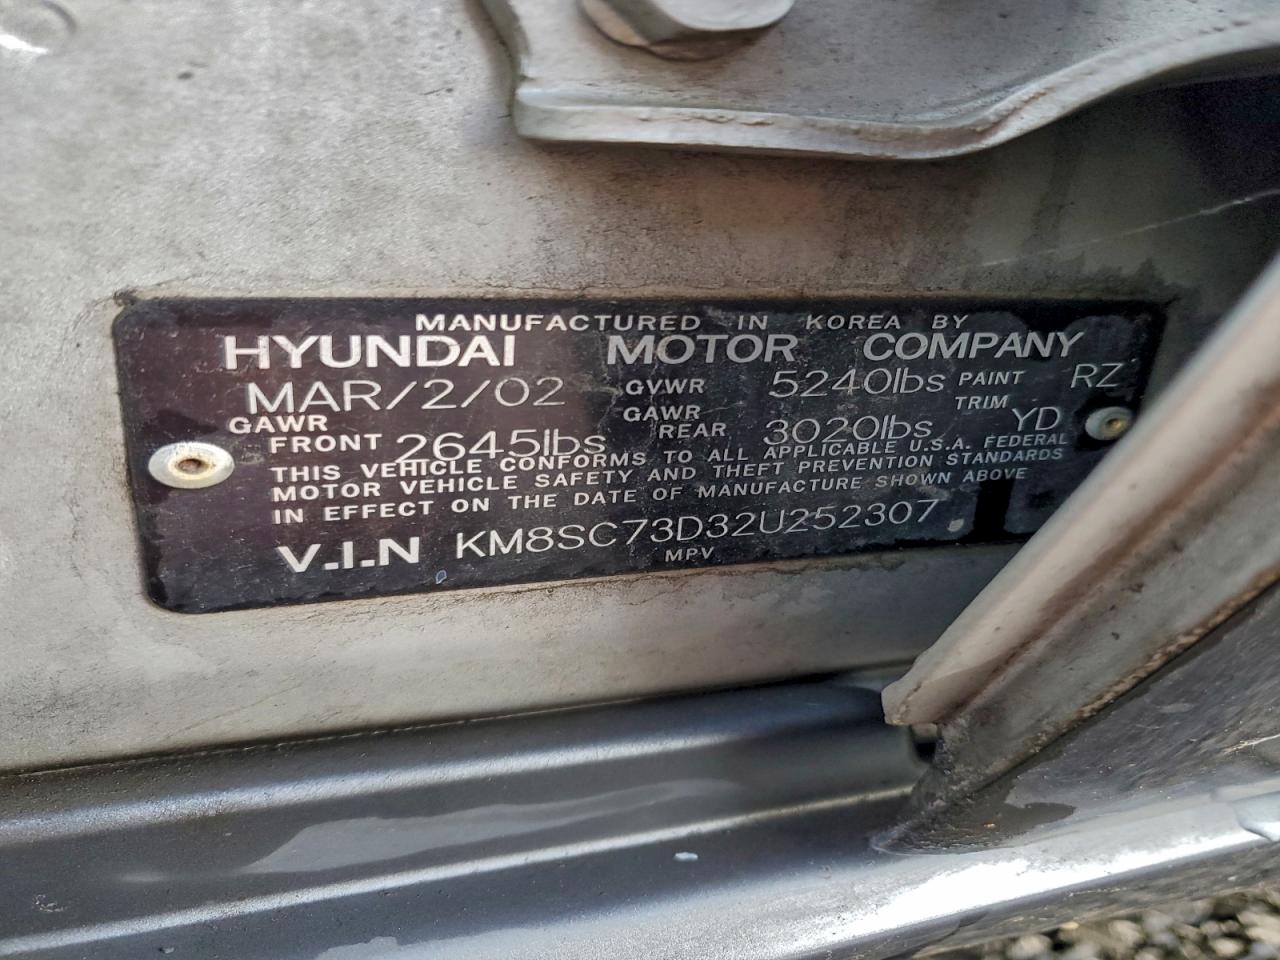 MANUFACTURED IN KOREA BY
HYUNDAI MOTOR COMPANY
MAR/2/02 GVWR 5240lbs PAINT RZ
GAWR FRONT 2645lbs GAWR REAR 3020lbs TRIM YD
THIS VEHICLE CONFORMS TO ALL APPLICABLE U.S.A. FEDERAL
MOTOR VEHICLE SAFETY AND THEFT PREVENTION STANDARDS
IN EFFECT ON THE DATE OF MANUFACTURE SHOWN ABOVE
V.I.N KM8SC73D32U252307
MPV